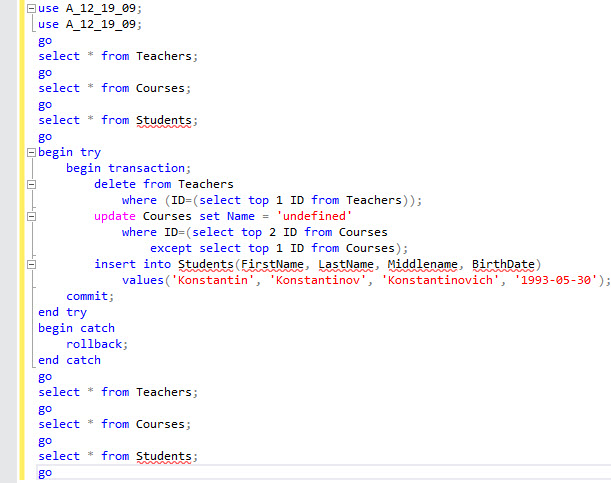 use A_12_19_09;
use A_12_19_09;
go
select * from Teachers;
go
select * from Courses;
go
select * from Students;
go
begin try
begin transaction;
delete from Teachers
where (ID=(select top 1 ID from Teachers));
update Courses set Name = 'undefined'
where ID=(select top 2 ID from Courses
except select top 1 ID from Courses);
insert into Students(FirstName, LastName, Middlename, BirthDate)
values('Konstantin', 'Konstantinov', 'Konstantinovich', '1993-05-30');
commit;
end try
begin catch
rollback;
end catch
go
select * from Teachers;
go
select * from Courses;
go
select * from Students;
go